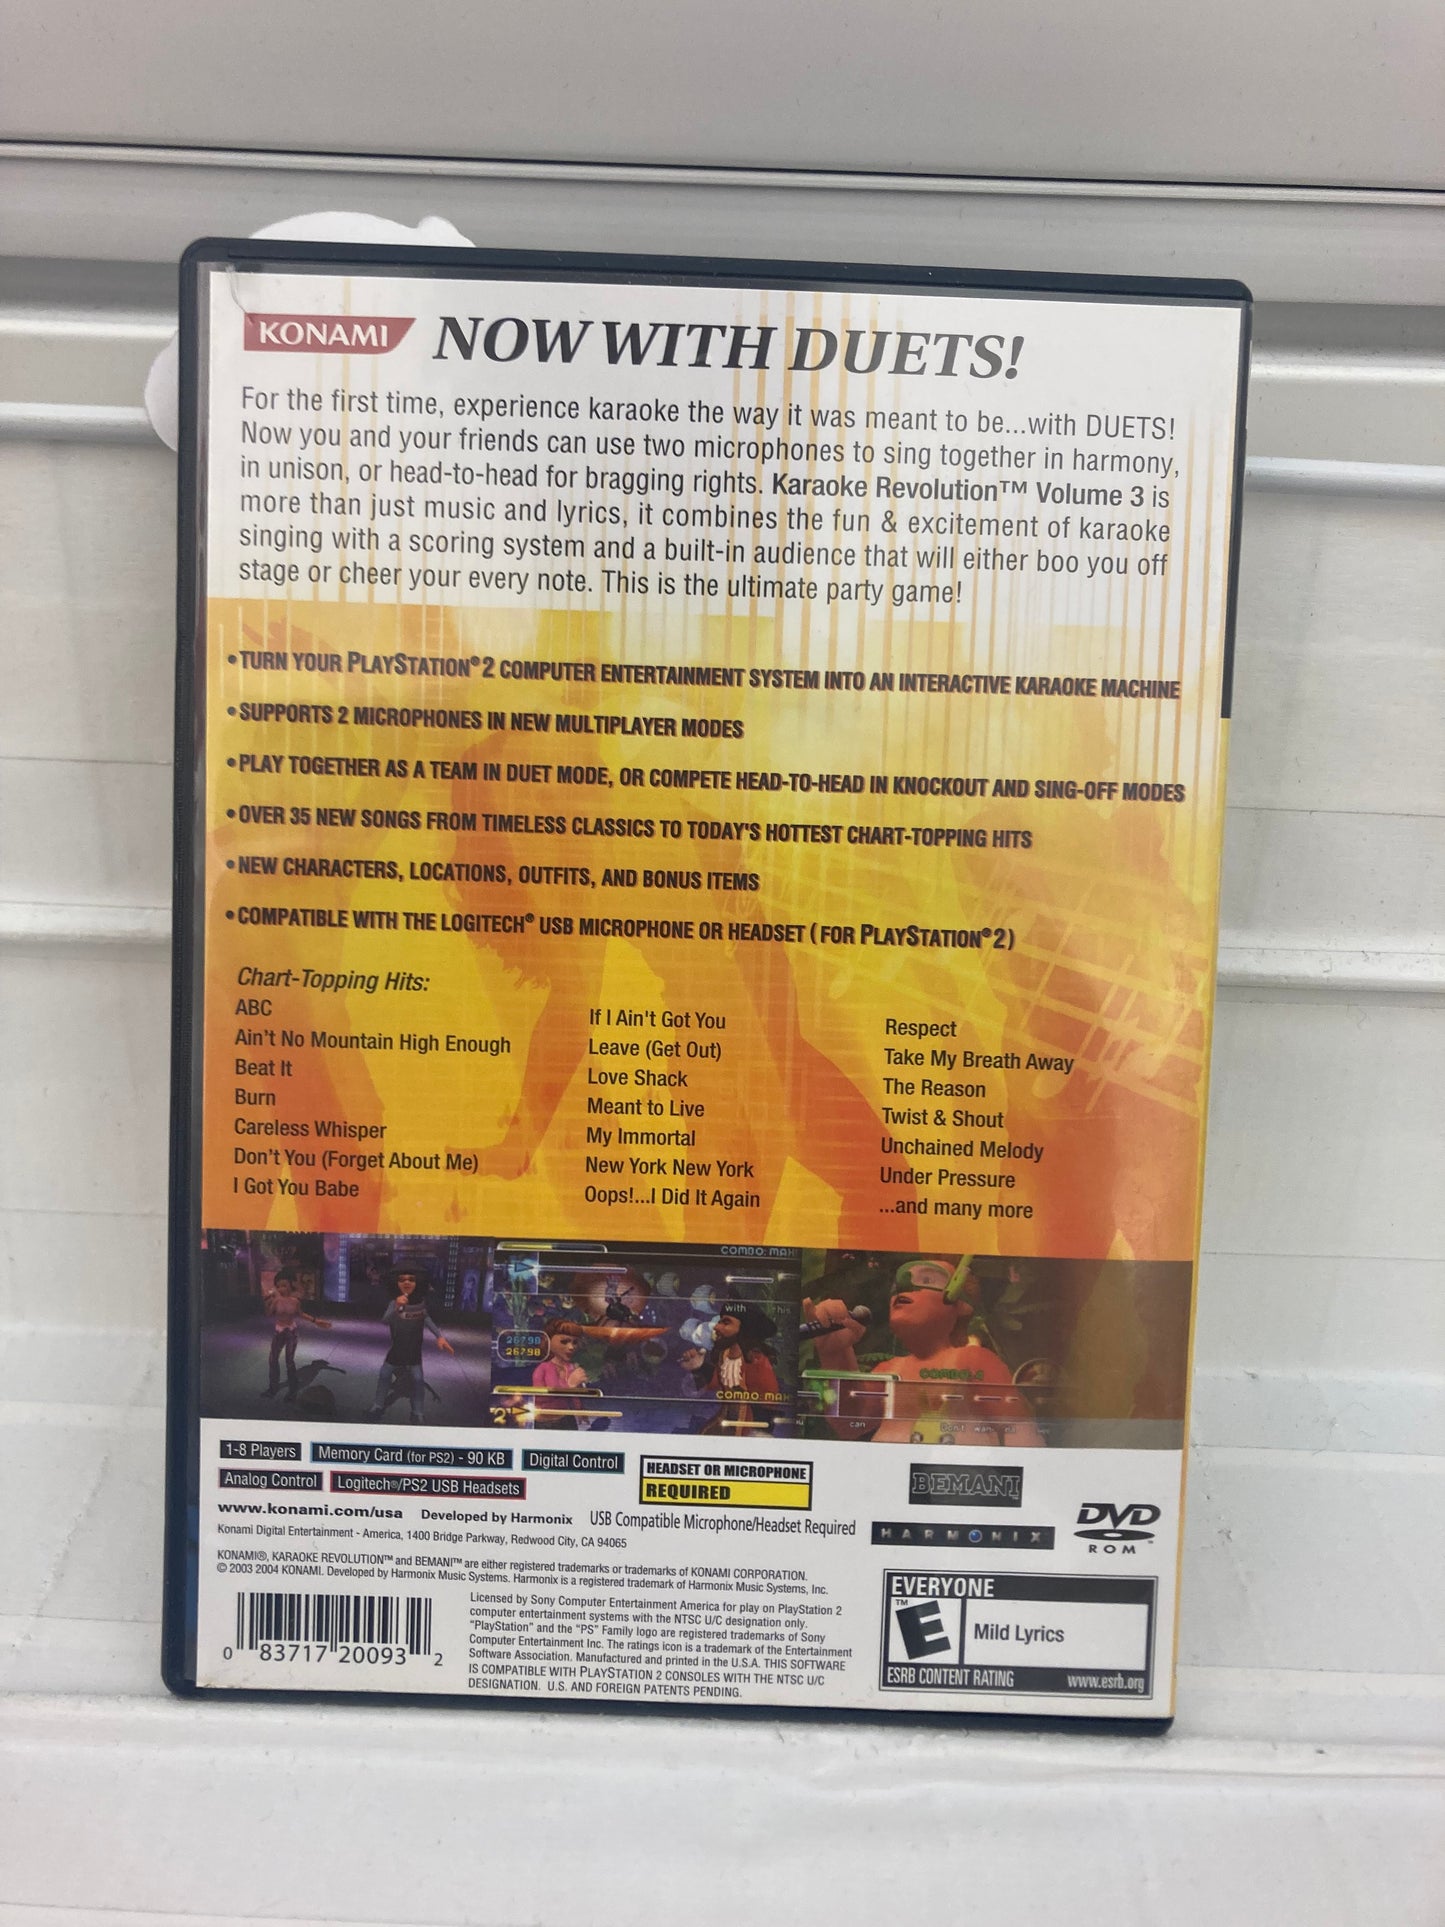 KONAMI
NOW WITH DUETS!
For the first time, experience karaoke the way it was meant to be...with DUETS!
Now you and your friends can use two microphones to sing together in harmony,
in unison, or head-to-head for bragging rights. Karaoke Revolution™ Volume 3 is
more than just music and lyrics, it combines the fun & excitement of karaoke
singing with a scoring system and a built-in audience that will either boo you off
stage or cheer your every note. This is the ultimate party game!
•TURN YOUR PLAYSTATION®2 COMPUTER ENTERTAINMENT SYSTEM INTO AN INTERACTIVE KARAOKE MACHINE
•SUPPORTS 2 MICROPHONES IN NEW MULTIPLAYER MODES
•PLAY TOGETHER AS A TEAM IN DUET MODE, OR COMPETE HEAD-TO-HEAD IN KNOCKOUT AND SING-OFF MODES
•OVER 35 NEW SONGS FROM TIMELESS CLASSICS TO TODAY'S HOTTEST CHART-TOPPING HITS
•NEW CHARACTERS, LOCATIONS, OUTFITS, AND BONUS ITEMS
•COMPATIBLE WITH THE LOGITECH® USB MICROPHONE OR HEADSET (FOR PLAYSTATION®2)
Chart-Topping Hits:
ABC
Ain't No Mountain High Enough
Beat It
Burn
Careless Whisper
Don't You (Forget About Me)
I Got You Babe
If I Ain't Got You
Leave (Get Out)
Love Shack
Meant to Live
My Immortal
New York New York
Oops!...I Did It Again
Respect
Take My Breath Away
The Reason
Twist & Shout
Unchained Melody
Under Pressure
...and many more
COMBO: MAX!
with this
26798
26798
COMBO: MAX
2
can
Don't wan-
1-8 Players
Memory Card (for PS2) - 90 KB
Digital Control
Analog Control
Logitech®/PS2 USB Headsets
HEADSET OR MICROPHONE
REQUIRED
www.konami.com/usa Developed by Harmonix USB Compatible Microphone/Headset Required
Konami Digital Entertainment - America, 1400 Bridge Parkway, Redwood City, CA 94065
KONAMI®, KARAOKE REVOLUTION™ and BEMANI™ are either registered trademarks or trademarks of KONAMI CORPORATION.
© 2003 2004 KONAMI. Developed by Harmonix Music Systems. Harmonix is a registered trademark of Harmonix Music Systems, Inc.
0 83717 20093 2
Licensed by Sony Computer Entertainment America for play on PlayStation 2
computer entertainment systems with the NTSC U/C designation only.
"PlayStation" and the "PS" Family logo are registered trademarks of Sony
Computer Entertainment Inc. The ratings icon is a trademark of the Entertainment
Software Association. Manufactured and printed in the U.S.A. THIS SOFTWARE
IS COMPATIBLE WITH PLAYSTATION 2 CONSOLES WITH THE NTSC U/C
DESIGNATION. U.S. AND FOREIGN PATENTS PENDING.
BEMANI
HARMONIX
DVD
ROM
EVERYONE
E™
Mild Lyrics
ESRB CONTENT RATING www.esrb.org